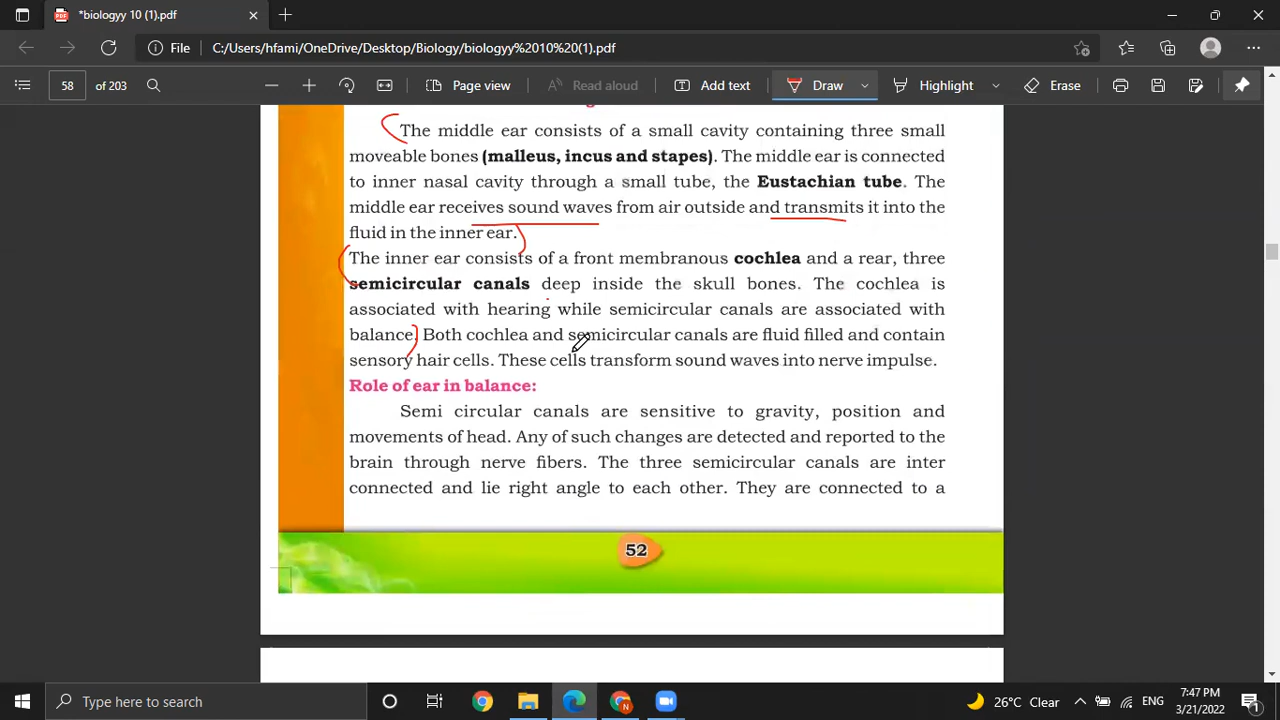 *biologyy 10 (1).pdf
File C:/Users/hfami/OneDrive/Desktop/Biology/biologyy%2010%20(1).pdf
58 of 203 Page view Read aloud Add text Draw Highlight Erase
The middle ear consists of a small cavity containing three small
moveable bones (malleus, incus and stapes). The middle ear is connected
to inner nasal cavity through a small tube, the Eustachian tube. The
middle ear receives sound waves from air outside and transmits it into the
fluid in the inner ear.
The inner ear consists of a front membranous cochlea and a rear, three
semicircular canals deep inside the skull bones. The cochlea is
associated with hearing while semicircular canals are associated with
balance. Both cochlea and semicircular canals are fluid filled and contain
sensory hair cells. These cells transform sound waves into nerve impulse.
Role of ear in balance:
Semi circular canals are sensitive to gravity, position and
movements of head. Any of such changes are detected and reported to the
brain through nerve fibers. The three semicircular canals are inter
connected and lie right angle to each other. They are connected to a
52
Type here to search
26°C Clear
ENG
7:47 PM
3/21/2022
1